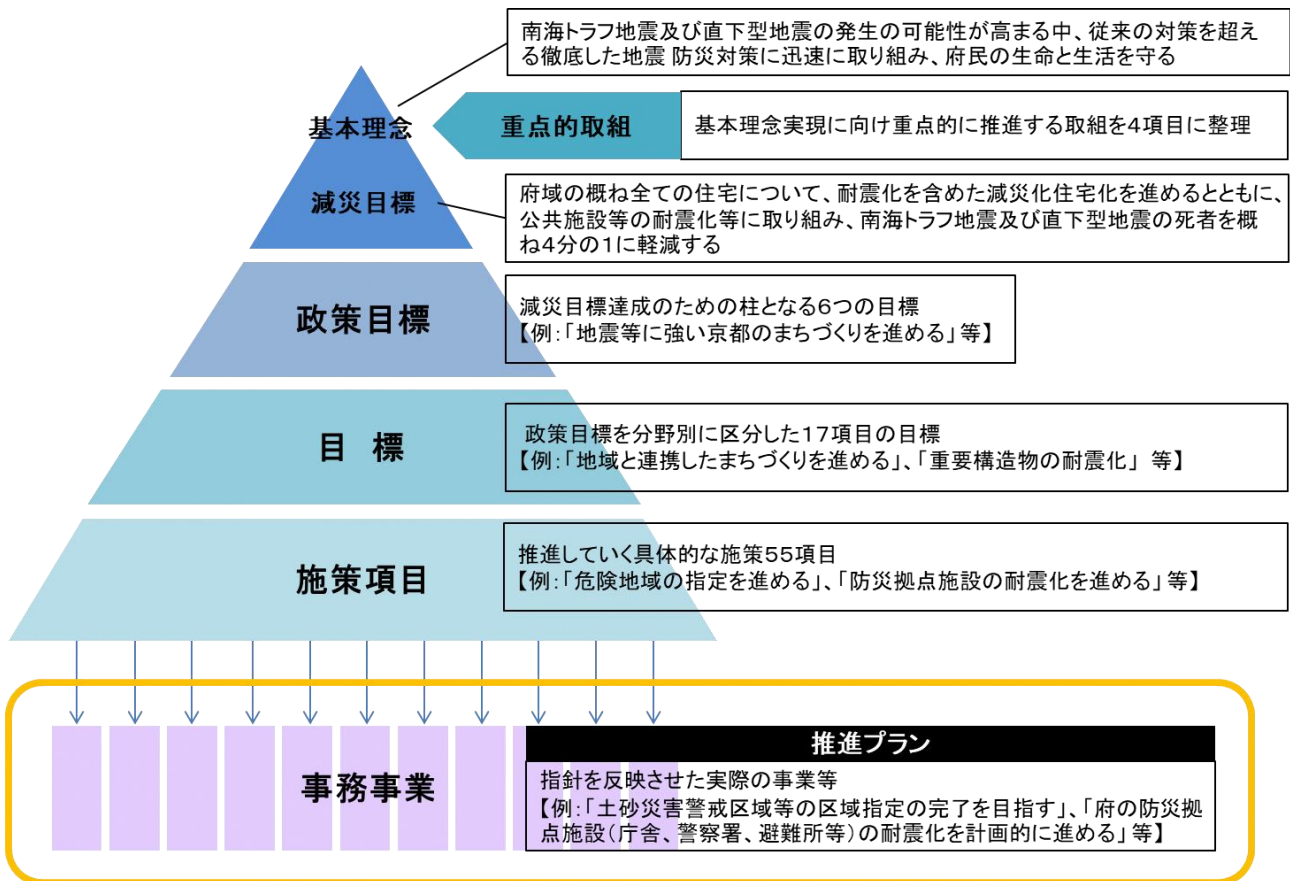 南海トラフ地震及び直下型地震の発生の可能性が高まる中、従来の対策を超え
る徹底した地震 防災対策に迅速に取り組み、府民の生命と生活を守る
基本理念
重点的取組
基本理念実現に向け重点的に推進する取組を4項目に整理
減災目標
府域の概ね全ての住宅について、耐震化を含めた減災化住宅化を進めるとともに、
公共施設等の耐震化等に取り組み、南海トラフ地震及び直下型地震の死者を概
ね4分の1に軽減する
政策目標
減災目標達成のための柱となる6つの目標
【例：「地震等に強い京都のまちづくりを進める」等】
目 標
政策目標を分野別に区分した17項目の目標
【例：「地域と連携したまちづくりを進める」、「重要構造物の耐震化」 等】
施策項目
推進していく具体的な施策55項目
【例：「危険地域の指定を進める」、「防災拠点施設の耐震化を進める」等】
事務事業
推進プラン
指針を反映させた実際の事業等
【例：「土砂災害警戒区域等の区域指定の完了を目指す」、「府の防災拠
点施設（庁舎、警察署、避難所等）の耐震化を計画的に進める」等】